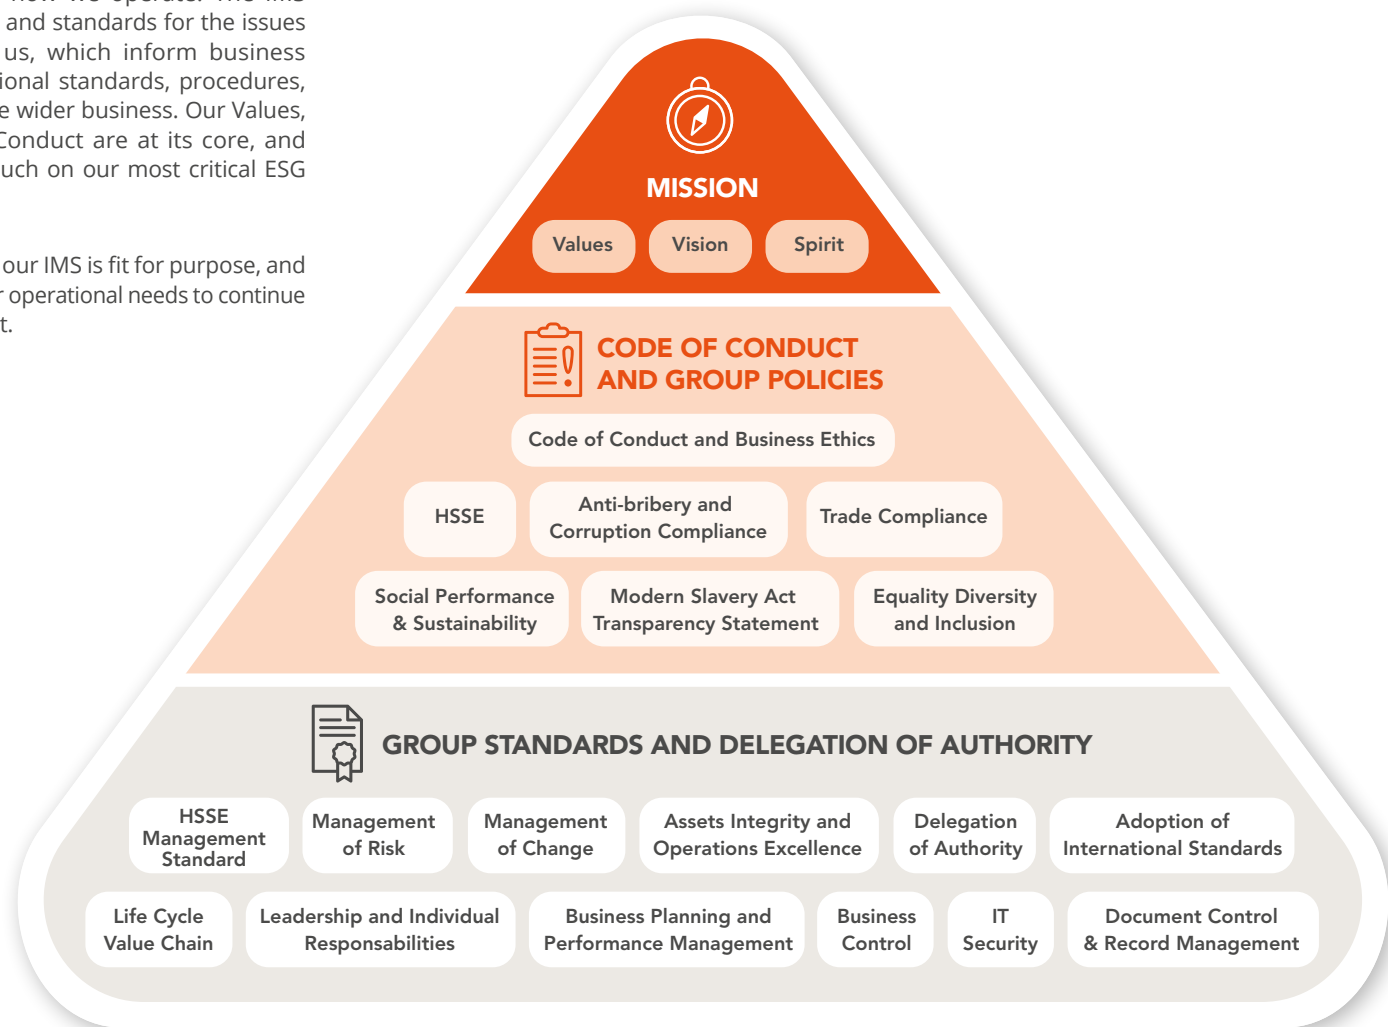 how we operate. The IMS
and standards for the issues
us, which inform business
ional standards, procedures,
e wider business. Our Values,
Conduct are at its core, and
uch on our most critical ESG
our IMS is fit for purpose, and
r operational needs to continue
t.
MISSION
Values
Vision
Spirit
CODE OF CONDUCT
AND GROUP POLICIES
Code of Conduct and Business Ethics
HSSE
Anti-bribery and
Corruption Compliance
Trade Compliance
Social Performance
& Sustainability
Modern Slavery Act
Transparency Statement
Equality Diversity
and Inclusion
GROUP STANDARDS AND DELEGATION OF AUTHORITY
HSSE
Management
Standard
Management
of Risk
Management
of Change
Assets Integrity and
Operations Excellence
Delegation
of Authority
Adoption of
International Standards
Life Cycle
Value Chain
Leadership and Individual
Responsabilities
Business Planning and
Performance Management
Business
Control
IT
Security
Document Control
& Record Management